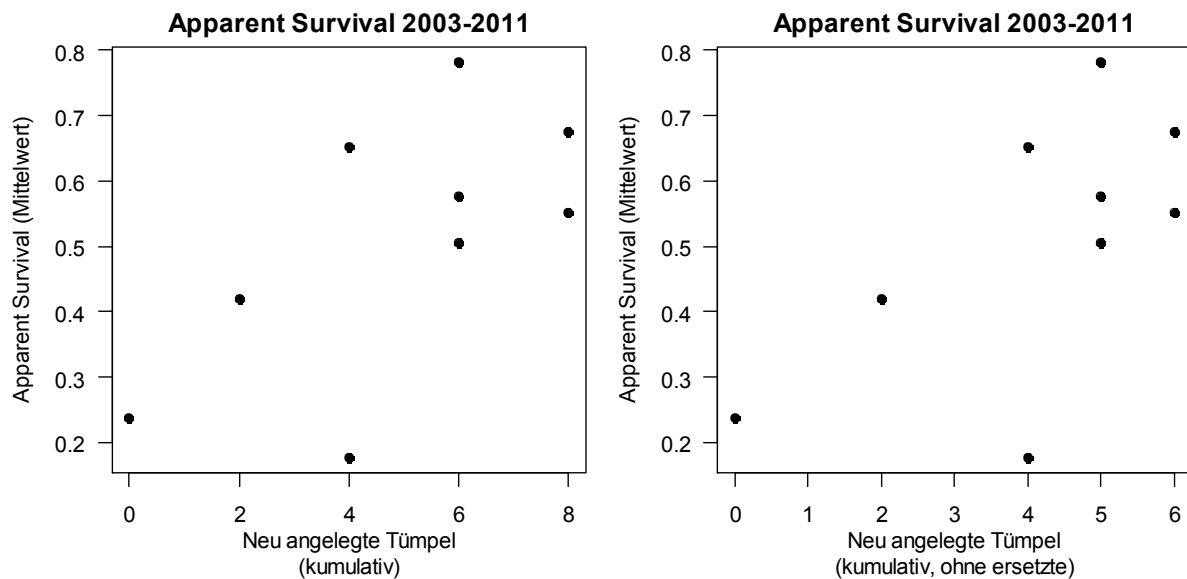 Apparent Survival 2003-2011
Apparent Survival (Mittelwert)
0.8
0.7
0.6
0.5
0.4
0.3
0.2
0 2 4 6 8
Neu angelegte Tümpel
(kumulativ)
Apparent Survival 2003-2011
Apparent Survival (Mittelwert)
0.8
0.7
0.6
0.5
0.4
0.3
0.2
0 1 2 3 4 5 6
Neu angelegte Tümpel
(kumulativ, ohne ersetzte)